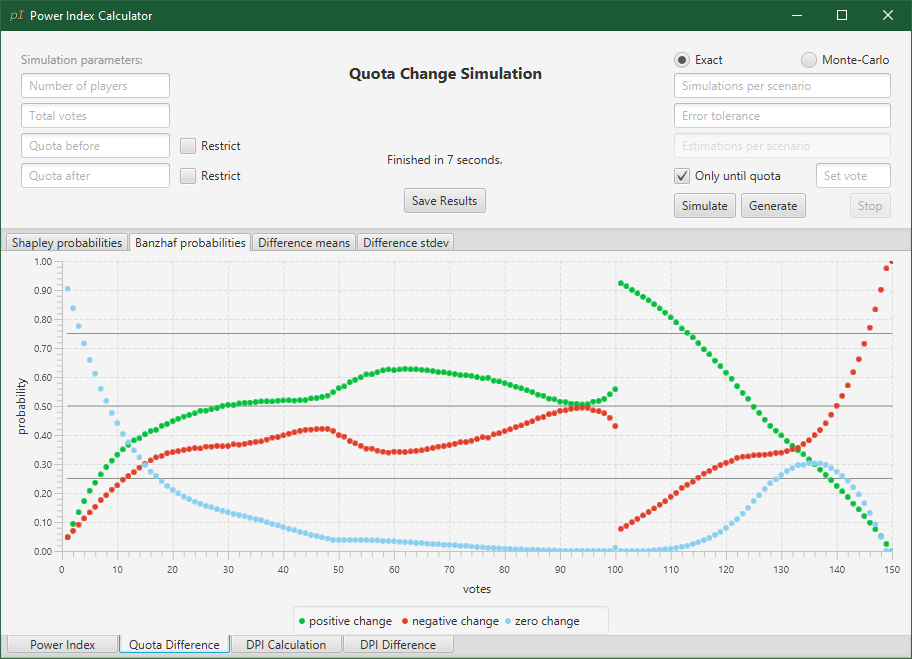 pI Power Index Calculator
Simulation parameters:
Number of players
Total votes
Quota before
Restrict
Quota after
Restrict
Quota Change Simulation
Finished in 7 seconds.
Save Results
Exact
Monte-Carlo
Simulations per scenario
Error tolerance
Estimations per scenario
Only until quota
Set vote
Simulate
Generate
Stop
Shapley probabilities
Banzhaf probabilities
Difference means
Difference stdev
probability
1.00
0.90
0.80
0.70
0.60
0.50
0.40
0.30
0.20
0.10
0.00
0 10 20 30 40 50 60 70 80 90 100 110 120 130 140 150
votes
positive change negative change zero change
Power Index
Quota Difference
DPI Calculation
DPI Difference